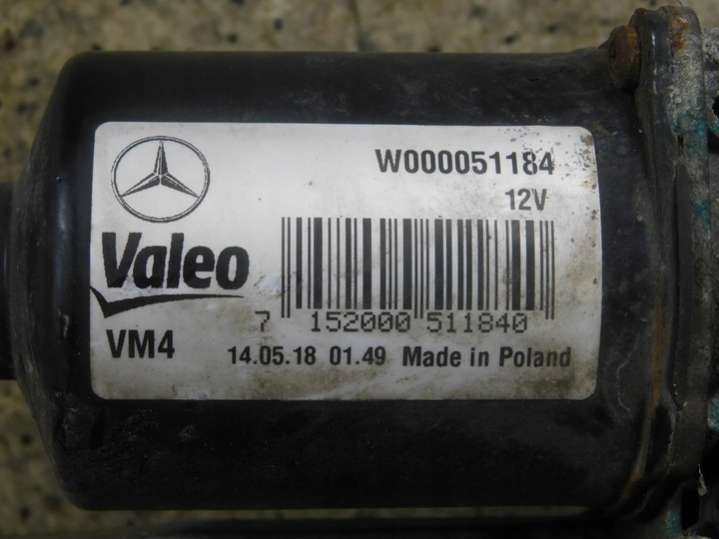 W000051184
12V
Valeo
7 152000 511840
VM4
14.05.18 01.49 Made in Poland